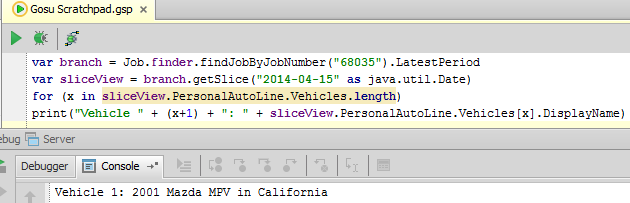 Gosu Scratchpad.gsp ×
var branch = Job.finder.findJobByJobNumber("68035").LatestPeriod
var sliceView = branch.getSlice("2014-04-15" as java.util.Date)
for (x in sliceView.PersonalAutoLine.Vehicles.length)
print("Vehicle " + (x+1) + ": " + sliceView.PersonalAutoLine.Vehicles[x].DisplayName)
ebug Server
Debugger Console
Vehicle 1: 2001 Mazda MPV in California